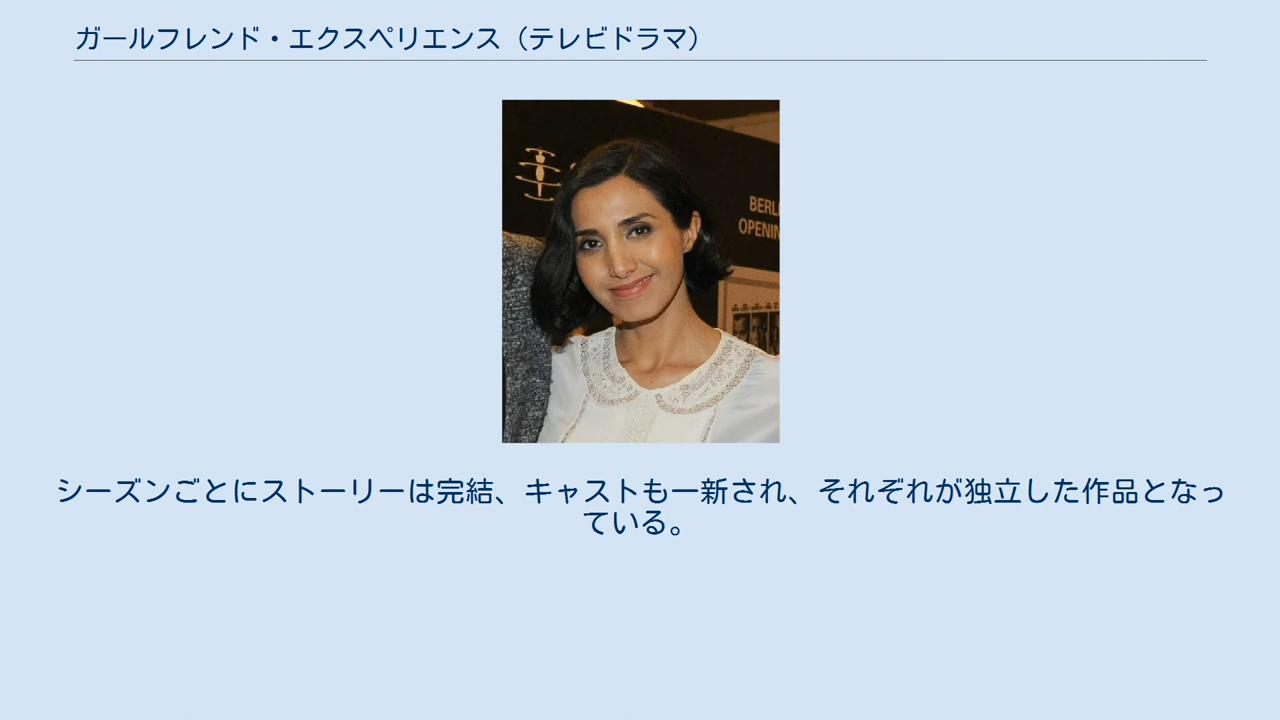 ガールフレンド・エクスペリエンス（テレビドラマ）
BERLI
OPENIN
シーズンごとにストーリーは完結、キャストも一新され、それぞれが独立した作品となっ
ている。